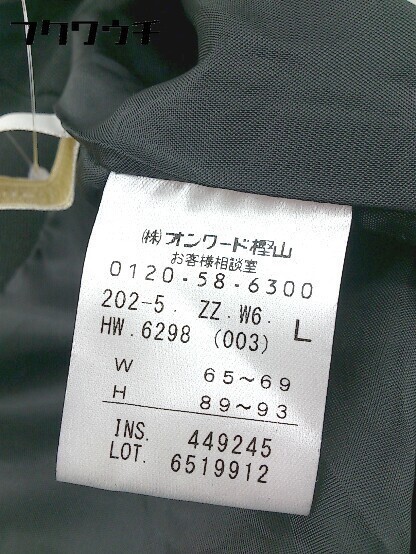 フクワウチ
㈱オンワード樫山
お客様相談室
0120-58-6300
202-5. ZZ.W6. L
HW.6298 (003)
W 65~69
H 89~93
INS. 449245
LOT. 6519912